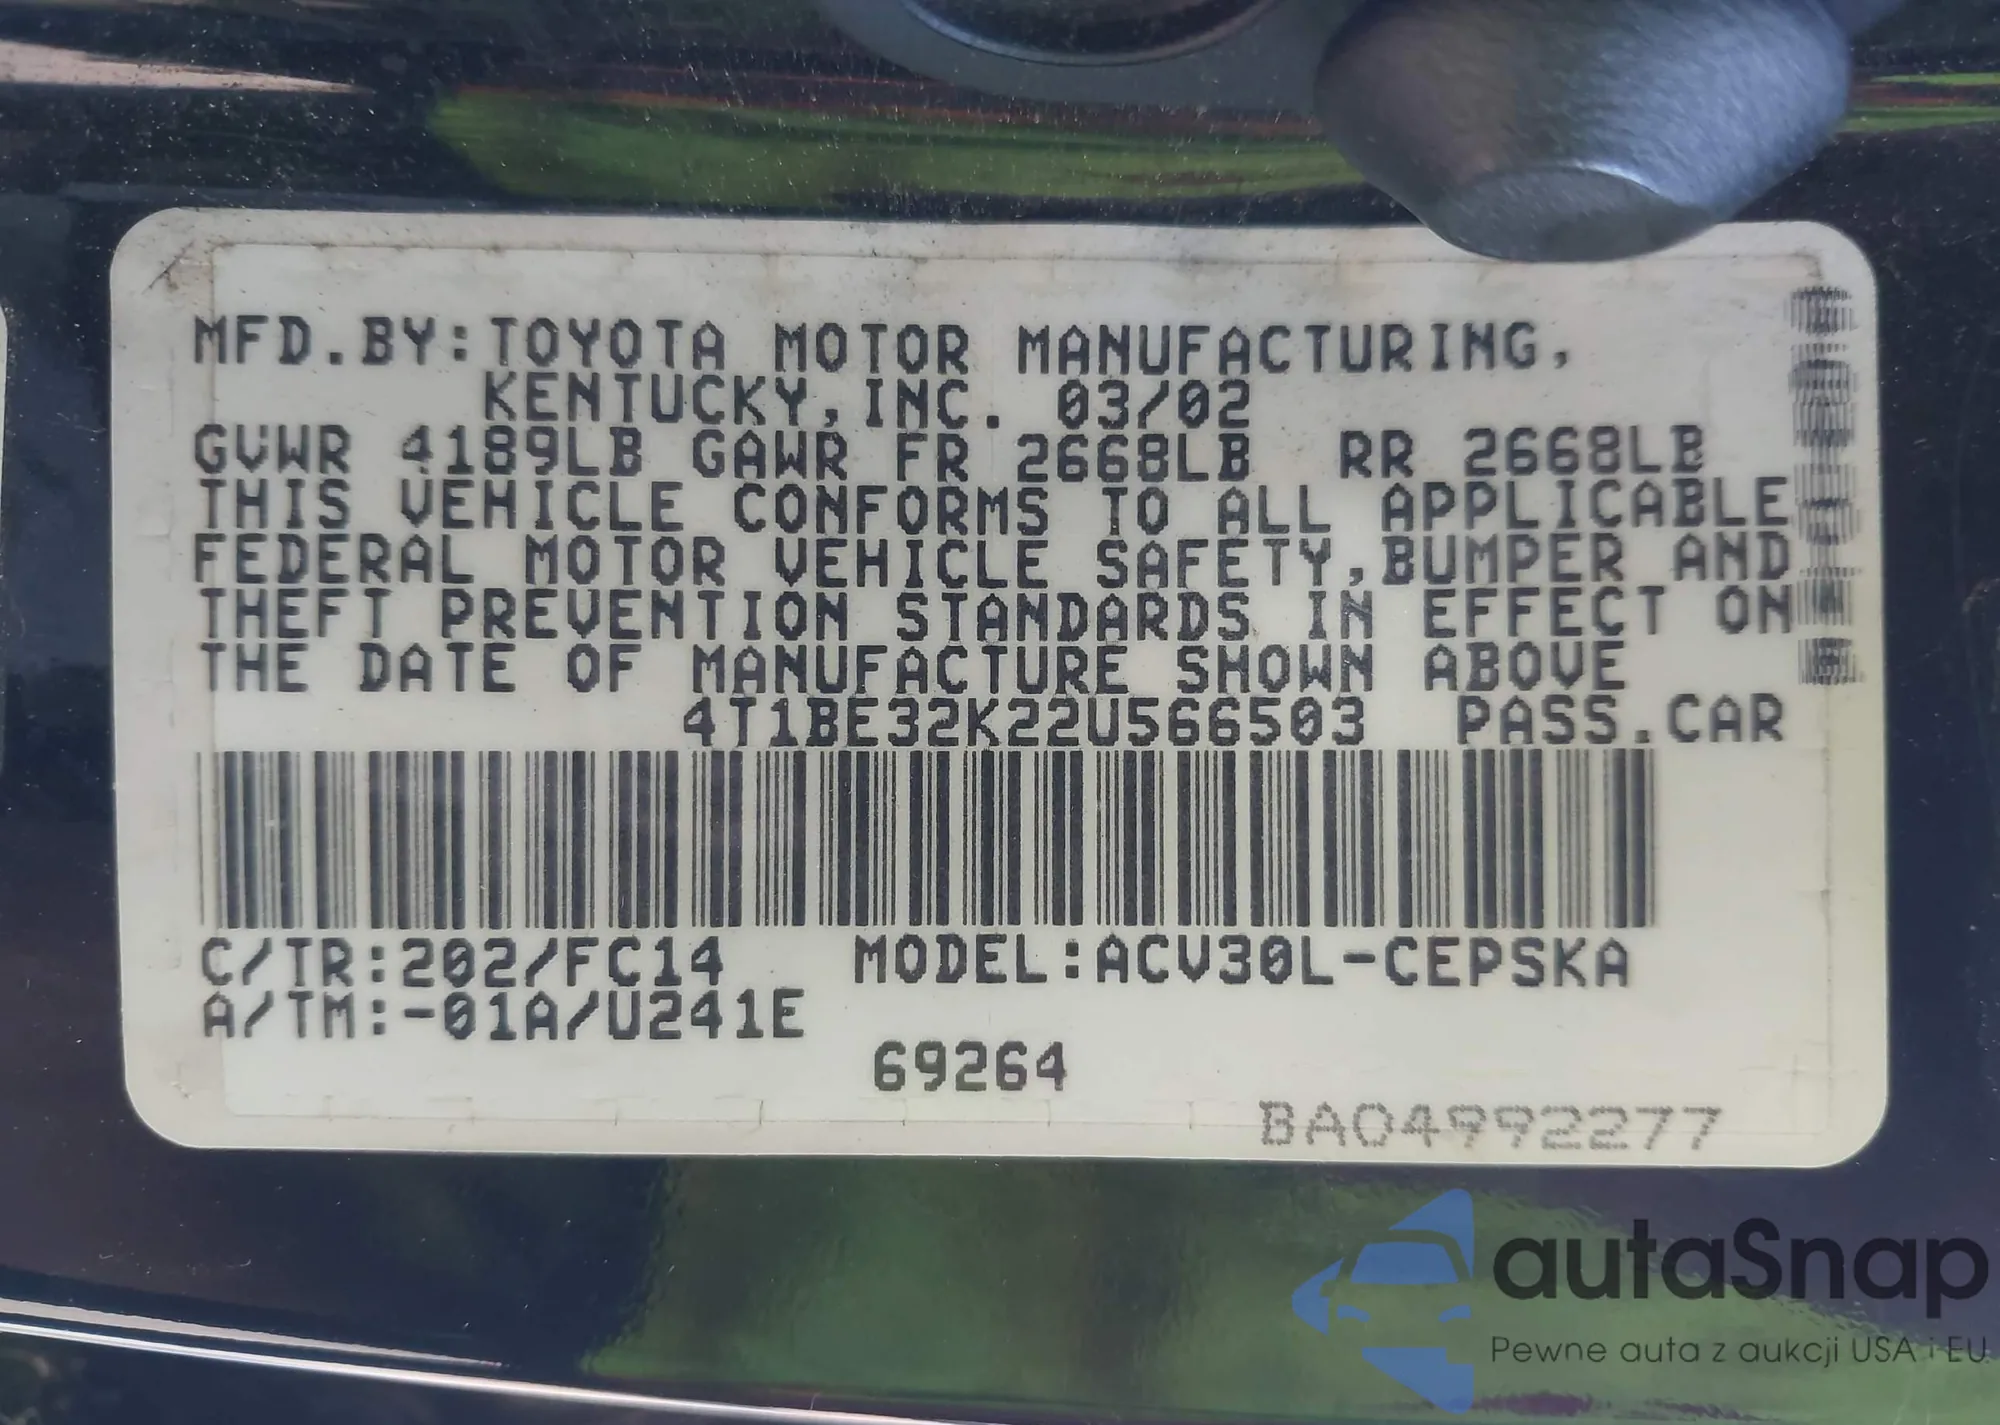 MFD.BY:TOYOTA MOTOR MANUFACTURING,
KENTUCKY,INC. 03/02
GVWR 4189LB GAWR FR 2668LB RR 2668LB
THIS VEHICLE CONFORMS TO ALL APPLICABLE
FEDERAL MOTOR VEHICLE SAFETY,BUMPER AND
THEFT PREVENTION STANDARDS IN EFFECT ON
THE DATE OF MANUFACTURE SHOWN ABOVE
4T1BE32K22U566503 PASS.CAR
C/TR:202/FC14 MODEL:ACV30L-CEPSKA
A/TM:-01A/U241E
69264
BA04992277
autaSnap
Pewne auta z aukcji USA i EU